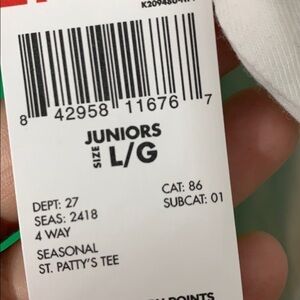 8 42958 11676 7
JUNIORS
SIZE L/G
DEPT: 27 CAT: 86
SEAS: 2418 SUBCAT: 01
4 WAY
SEASONAL
ST. PATTY'S TEE
POINTS